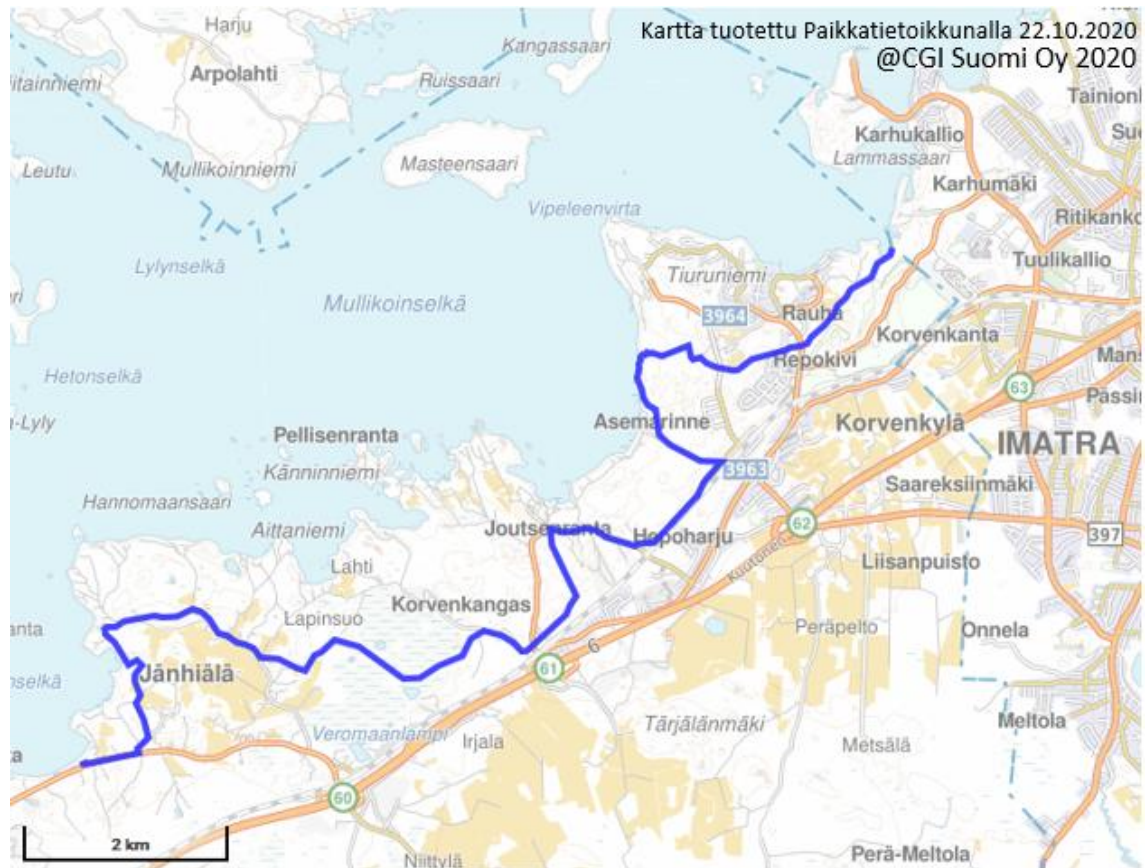 Harju
Kartta tuotettu Paikkatietoikkunalla 22.10.2020
Kangassaari
@CGI Suomi Oy 2020
Arpolahti
Ruissaari
itainniemi
Karhukallio
Mullikoinniemi
Masteensaari
Lammassaari
Leutu
Karhumäki
Vipeleenvirta
Ritikanko
Tuulikallio
Lylynselkä
Tiuruniemi
Mullikoinselkä
3964
Rauha
Korvenkanta
Hetonselkä
Repokivi
63
Asemarinne
Korvenkylä
-Lyly
Pellisenranta
IMATRA
Känninniemi
3963
Saareksiinmäki
Hannomaansaari
Aittaniemi
Joutsenranta
Hopoharju
62
397
Liisanpuisto
Lahti
Korvenkangas
Lapinsuo
Peräpelto
Onnela
6
Jänhiälä
61
Tärjälänmäki
Meltola
Veromaanlampi
Irjala
Metsälä
60
2 km
Niittylä
Perä-Meltola